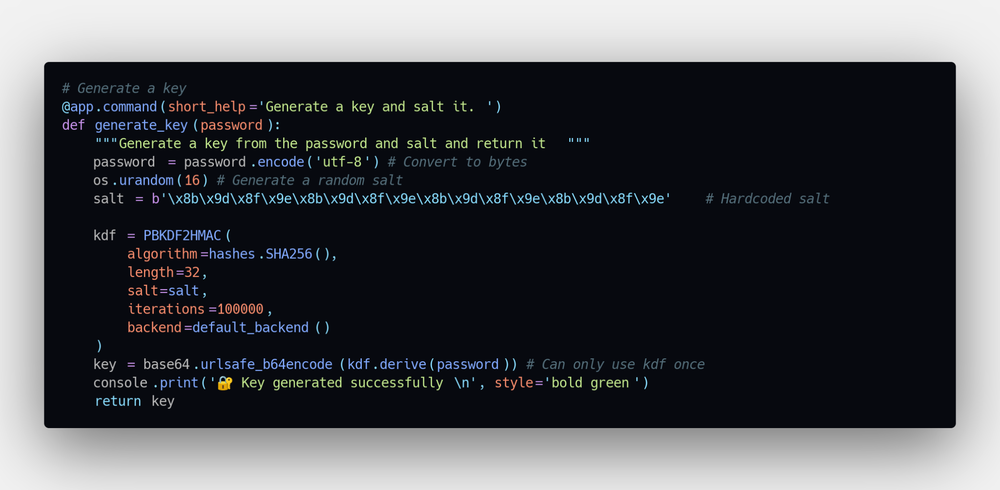 # Generate a key
@app.command(short_help='Generate a key and salt it. ')
def generate_key(password):
    """Generate a key from the password and salt and return it """
    password = password.encode('utf-8') # Convert to bytes
    os.urandom(16) # Generate a random salt
    salt = b'\x8b\x9d\x8f\x9e\x8b\x9d\x8f\x9e\x8b\x9d\x8f\x9e\x8b\x9d\x8f\x9e' # Hardcoded salt
    kdf = PBKDF2HMAC(
        algorithm=hashes.SHA256(),
        length=32,
        salt=salt,
        iterations=100000,
        backend=default_backend()
    )
    key = base64.urlsafe_b64encode(kdf.derive(password)) # Can only use kdf once
    console.print('🔐 Key generated successfully \n', style='bold green')
    return key